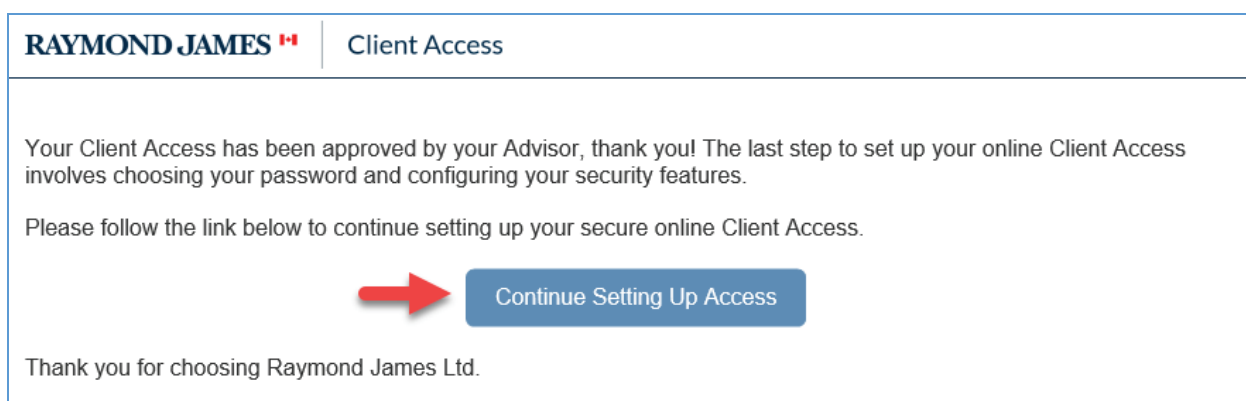 RAYMOND JAMES Client Access
Your Client Access has been approved by your Advisor, thank you! The last step to set up your online Client Access
involves choosing your password and configuring your security features.
Please follow the link below to continue setting up your secure online Client Access.
Continue Setting Up Access
Thank you for choosing Raymond James Ltd.